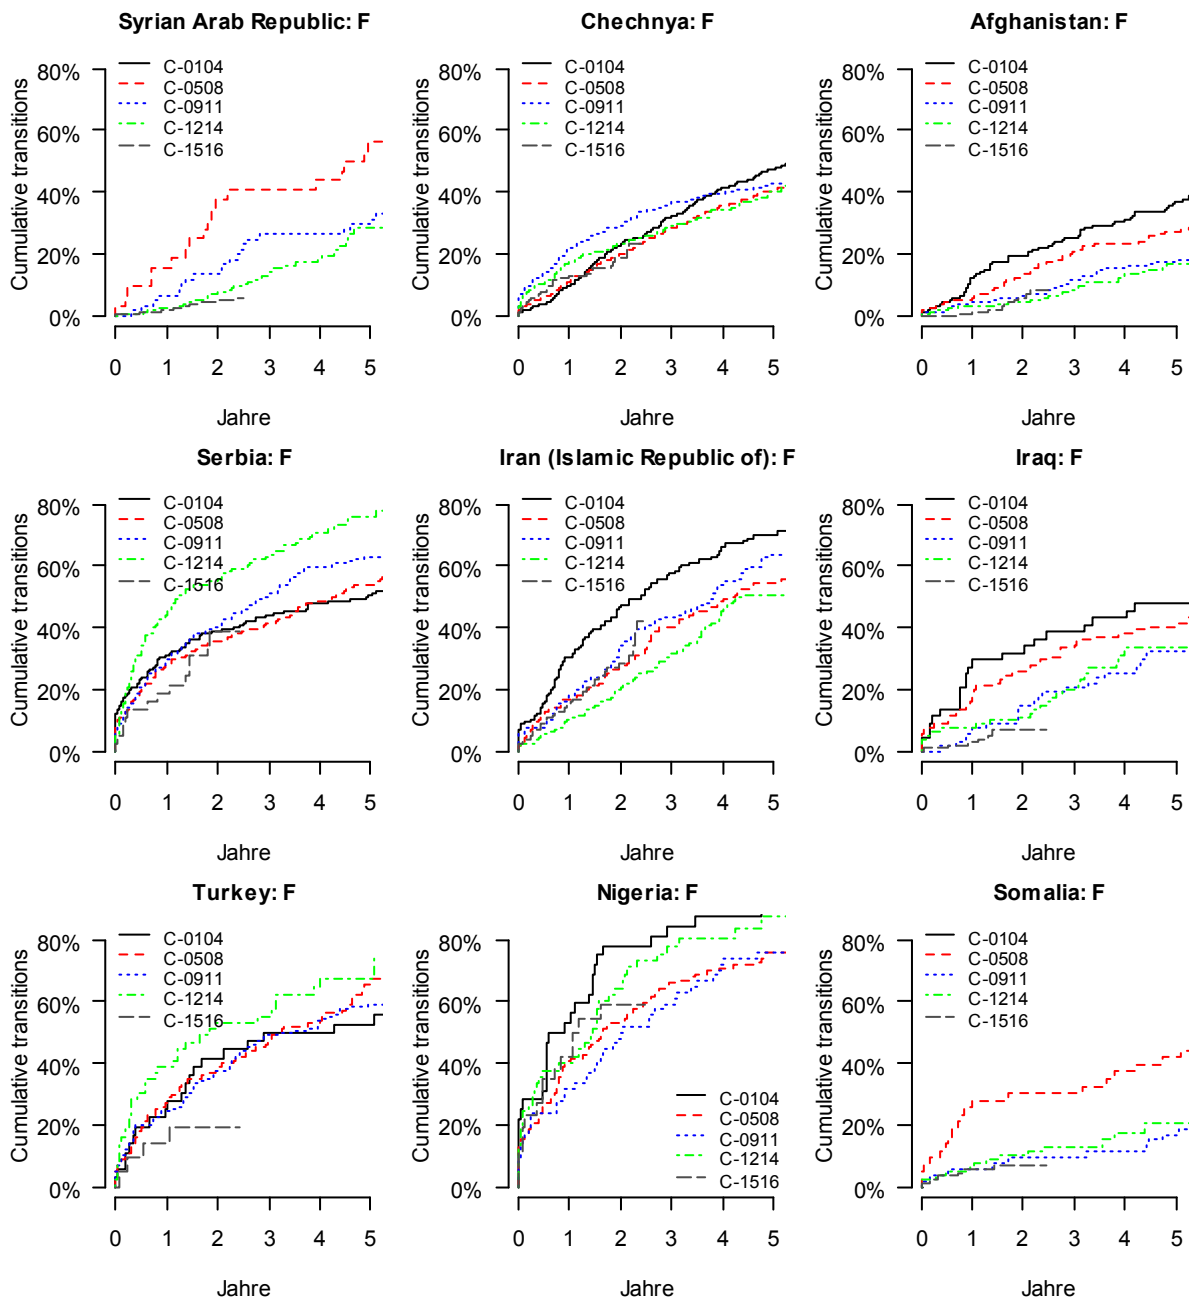 Syrian Arab Republic: F
Cumulative transitions
80%
60%
40%
20%
0%
C-0104
C-0508
C-0911
C-1214
C-1516
0 1 2 3 4 5
Jahre
Chechnya: F
Cumulative transitions
80%
60%
40%
20%
0%
C-0104
C-0508
C-0911
C-1214
C-1516
0 1 2 3 4 5
Jahre
Afghanistan: F
Cumulative transitions
80%
60%
40%
20%
0%
C-0104
C-0508
C-0911
C-1214
C-1516
0 1 2 3 4 5
Jahre
Serbia: F
Cumulative transitions
80%
60%
40%
20%
0%
C-0104
C-0508
C-0911
C-1214
C-1516
0 1 2 3 4 5
Jahre
Iran (Islamic Republic of): F
Cumulative transitions
80%
60%
40%
20%
0%
C-0104
C-0508
C-0911
C-1214
C-1516
0 1 2 3 4 5
Jahre
Iraq: F
Cumulative transitions
80%
60%
40%
20%
0%
C-0104
C-0508
C-0911
C-1214
C-1516
0 1 2 3 4 5
Jahre
Turkey: F
Cumulative transitions
80%
60%
40%
20%
0%
C-0104
C-0508
C-0911
C-1214
C-1516
0 1 2 3 4 5
Jahre
Nigeria: F
Cumulative transitions
80%
60%
40%
20%
0%
C-0104
C-0508
C-0911
C-1214
C-1516
0 1 2 3 4 5
Jahre
Somalia: F
Cumulative transitions
80%
60%
40%
20%
0%
C-0104
C-0508
C-0911
C-1214
C-1516
0 1 2 3 4 5
Jahre